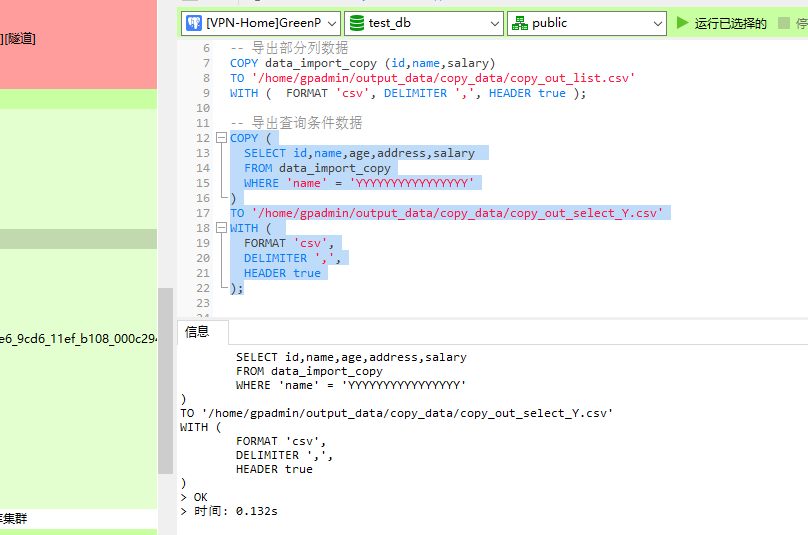 ][隧道]
[VPN-Home]GreenP
test_db
public
运行已选择的
停
6 -- 导出部分列数据
7 COPY data_import_copy (id,name,salary)
8 TO '/home/gpadmin/output_data/copy_data/copy_out_list.csv'
9 WITH (  FORMAT 'csv', DELIMITER ',', HEADER true );
10
11 -- 导出查询条件数据
12 COPY (
13   SELECT id,name,age,address,salary
14   FROM data_import_copy
15   WHERE 'name' = 'YYYYYYYYYYYYYYYY'
16 )
17 TO '/home/gpadmin/output_data/copy_data/copy_out_select_Y.csv'
18 WITH (
19   FORMAT 'csv',
20   DELIMITER ',',
21   HEADER true
22 );
23
e6_9cd6_11ef_b108_000c294
库集群
信息
SELECT id,name,age,address,salary
FROM data_import_copy
WHERE 'name' = 'YYYYYYYYYYYYYYYY'
)
TO '/home/gpadmin/output_data/copy_data/copy_out_select_Y.csv'
WITH (
FORMAT 'csv',
DELIMITER ',',
HEADER true
)
> OK
> 时间: 0.132s